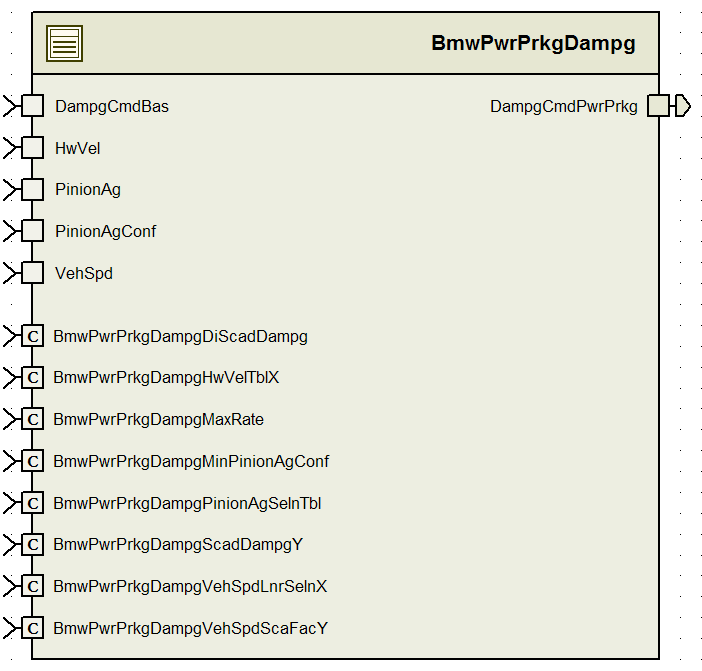 BmwPwrPrkgDampg
DampgCmdBas
DampgCmdPwrPrkg
HwVel
PinionAg
PinionAgConf
VehSpd
C BmwPwrPrkgDampgDiScadDampg
C BmwPwrPrkgDampgHwVelTblX
C BmwPwrPrkgDampgMaxRate
C BmwPwrPrkgDampgMinPinionAgConf
C BmwPwrPrkgDampgPinionAgSelnTbl
C BmwPwrPrkgDampgScadDampgY
C BmwPwrPrkgDampgVehSpdLnrSelnX
C BmwPwrPrkgDampgVehSpdScaFacY